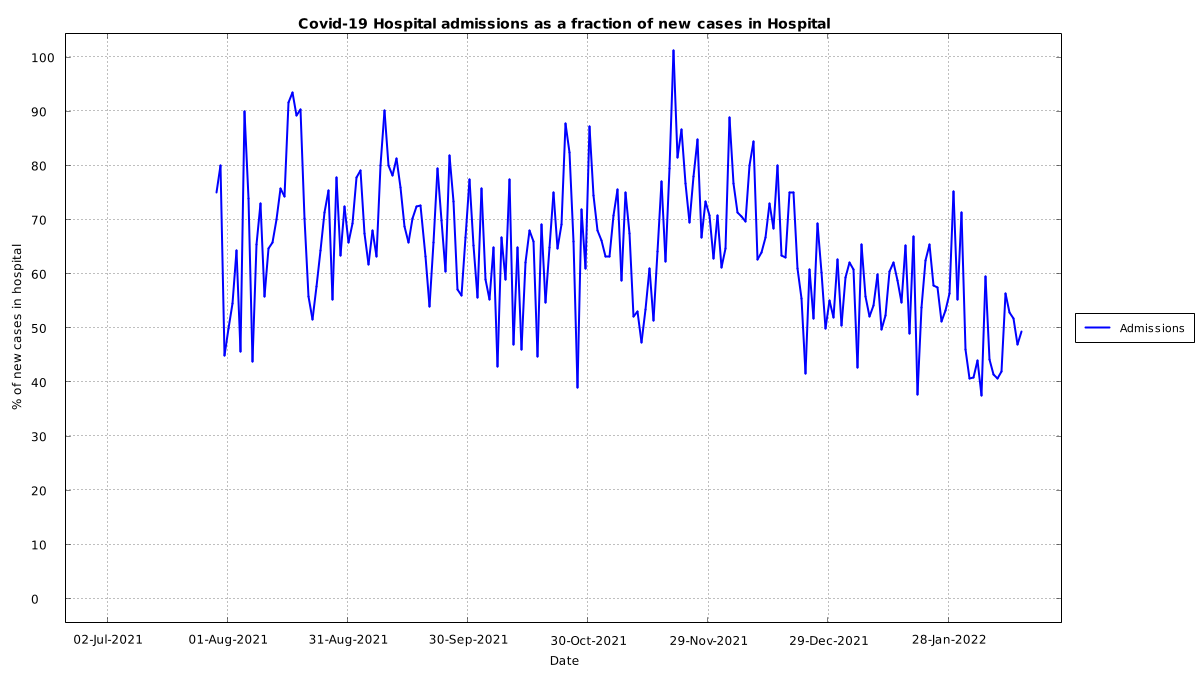 Covid-19 Hospital admissions as a fraction of new cases in Hospital
% of new cases in hospital
100
90
80
70
60
50
40
30
20
10
0
Admissions
02-Jul-2021 01-Aug-2021 31-Aug-2021 30-Sep-2021 30-Oct-2021 29-Nov-2021 29-Dec-2021 28-Jan-2022
Date